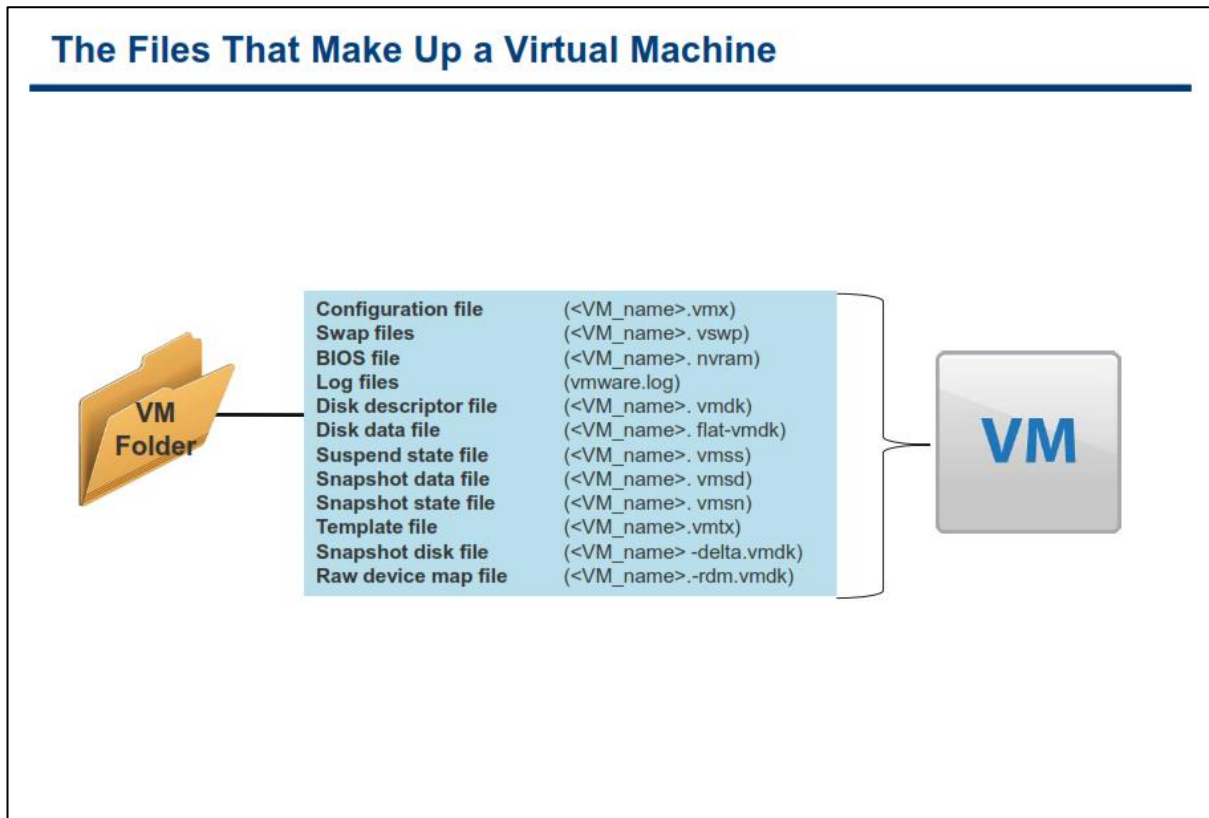 The Files That Make Up a Virtual Machine
VM
Folder
Configuration file (<VM_name>.vmx)
Swap files (<VM_name>. vswp)
BIOS file (<VM_name>. nvram)
Log files (vmware.log)
Disk descriptor file (<VM_name>. vmdk)
Disk data file (<VM_name>. flat-vmdk)
Suspend state file (<VM_name>. vmss)
Snapshot data file (<VM_name>. vmsd)
Snapshot state file (<VM_name>. vmsn)
Template file (<VM_name>.vmtx)
Snapshot disk file (<VM_name> -delta.vmdk)
Raw device map file (<VM_name>.-rdm.vmdk)
VM